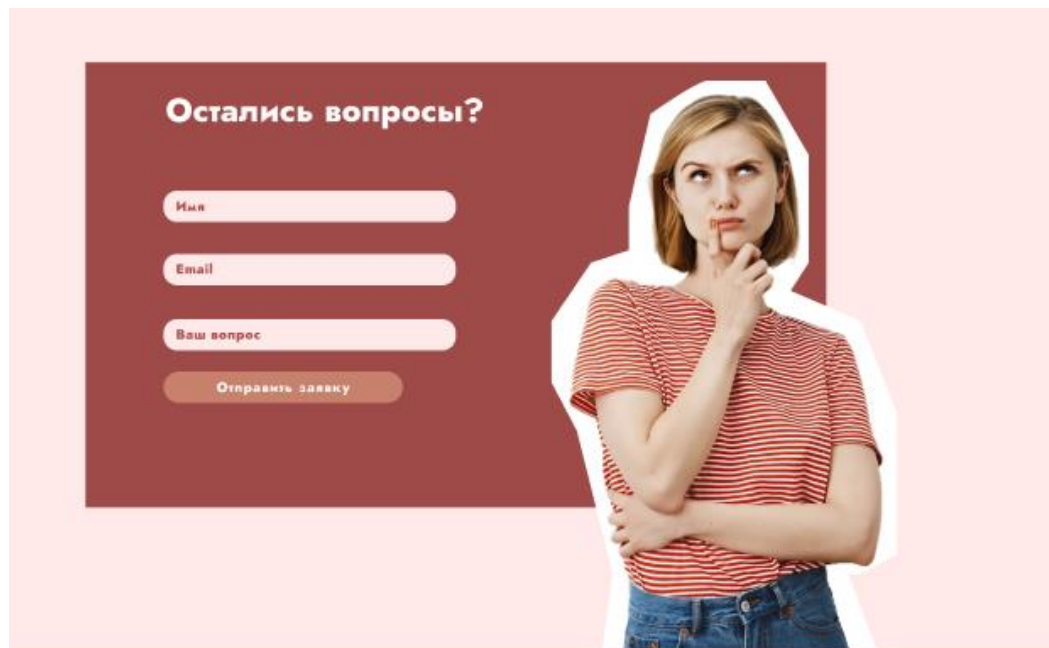 Остались вопросы?
Имя
Email
Ваш вопрос
Отправить заявку